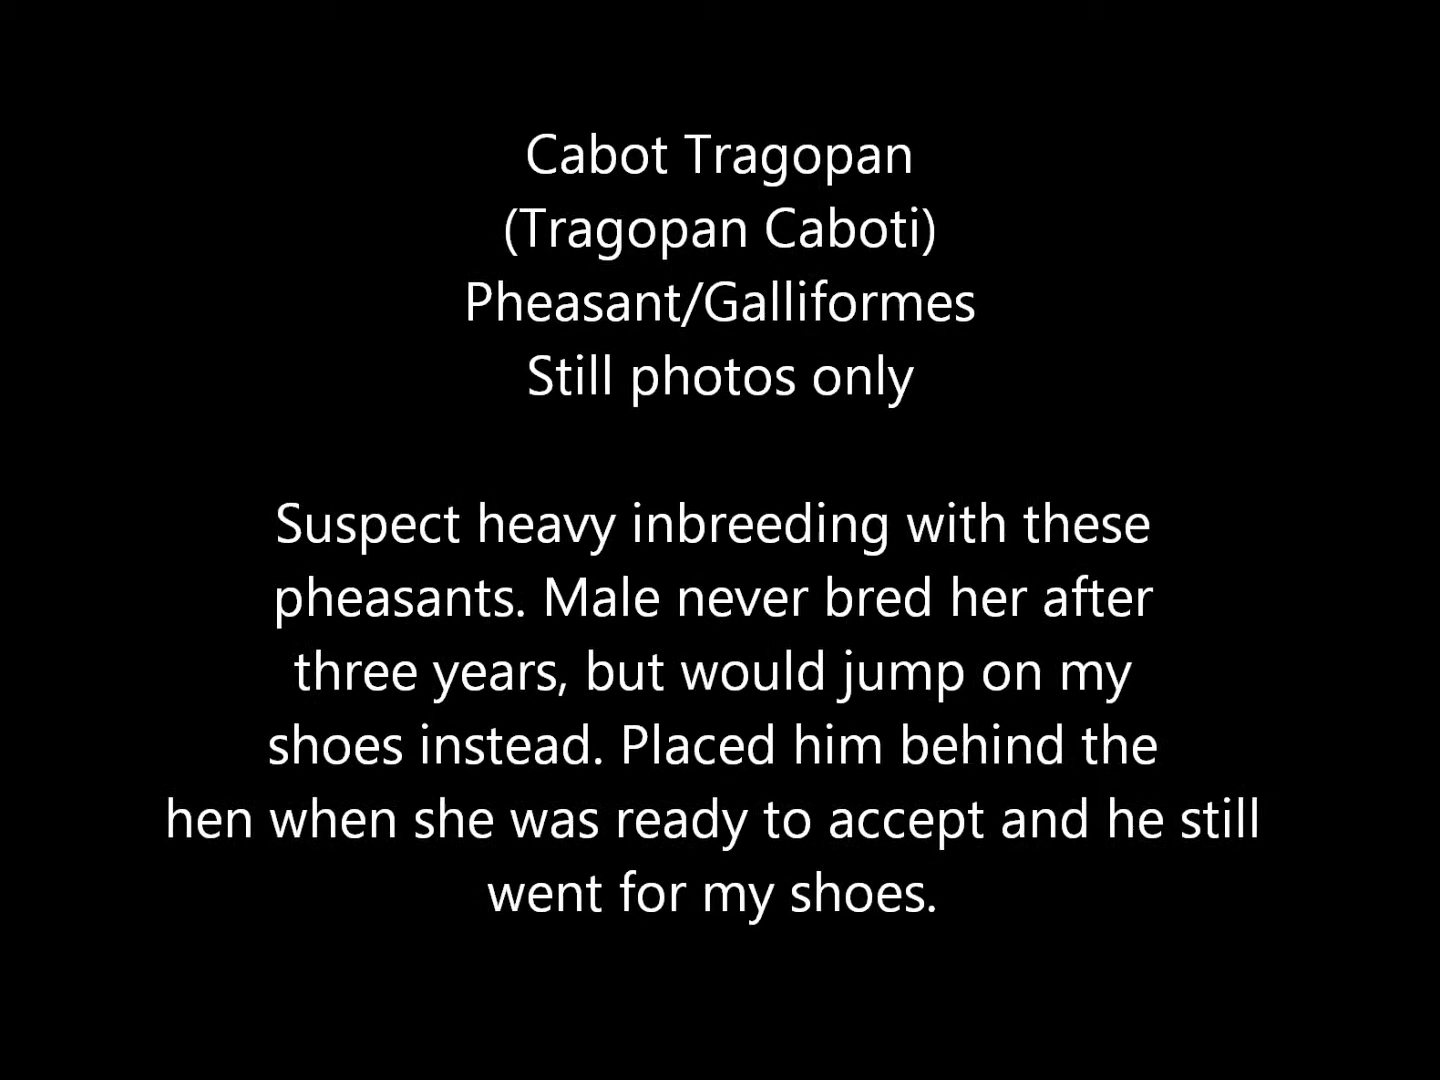 Cabot Tragopan
(Tragopan Caboti)
Pheasant/Galliformes
Still photos only
Suspect heavy inbreeding with these
pheasants. Male never bred her after
three years, but would jump on my
shoes instead. Placed him behind the
hen when she was ready to accept and he still
went for my shoes.